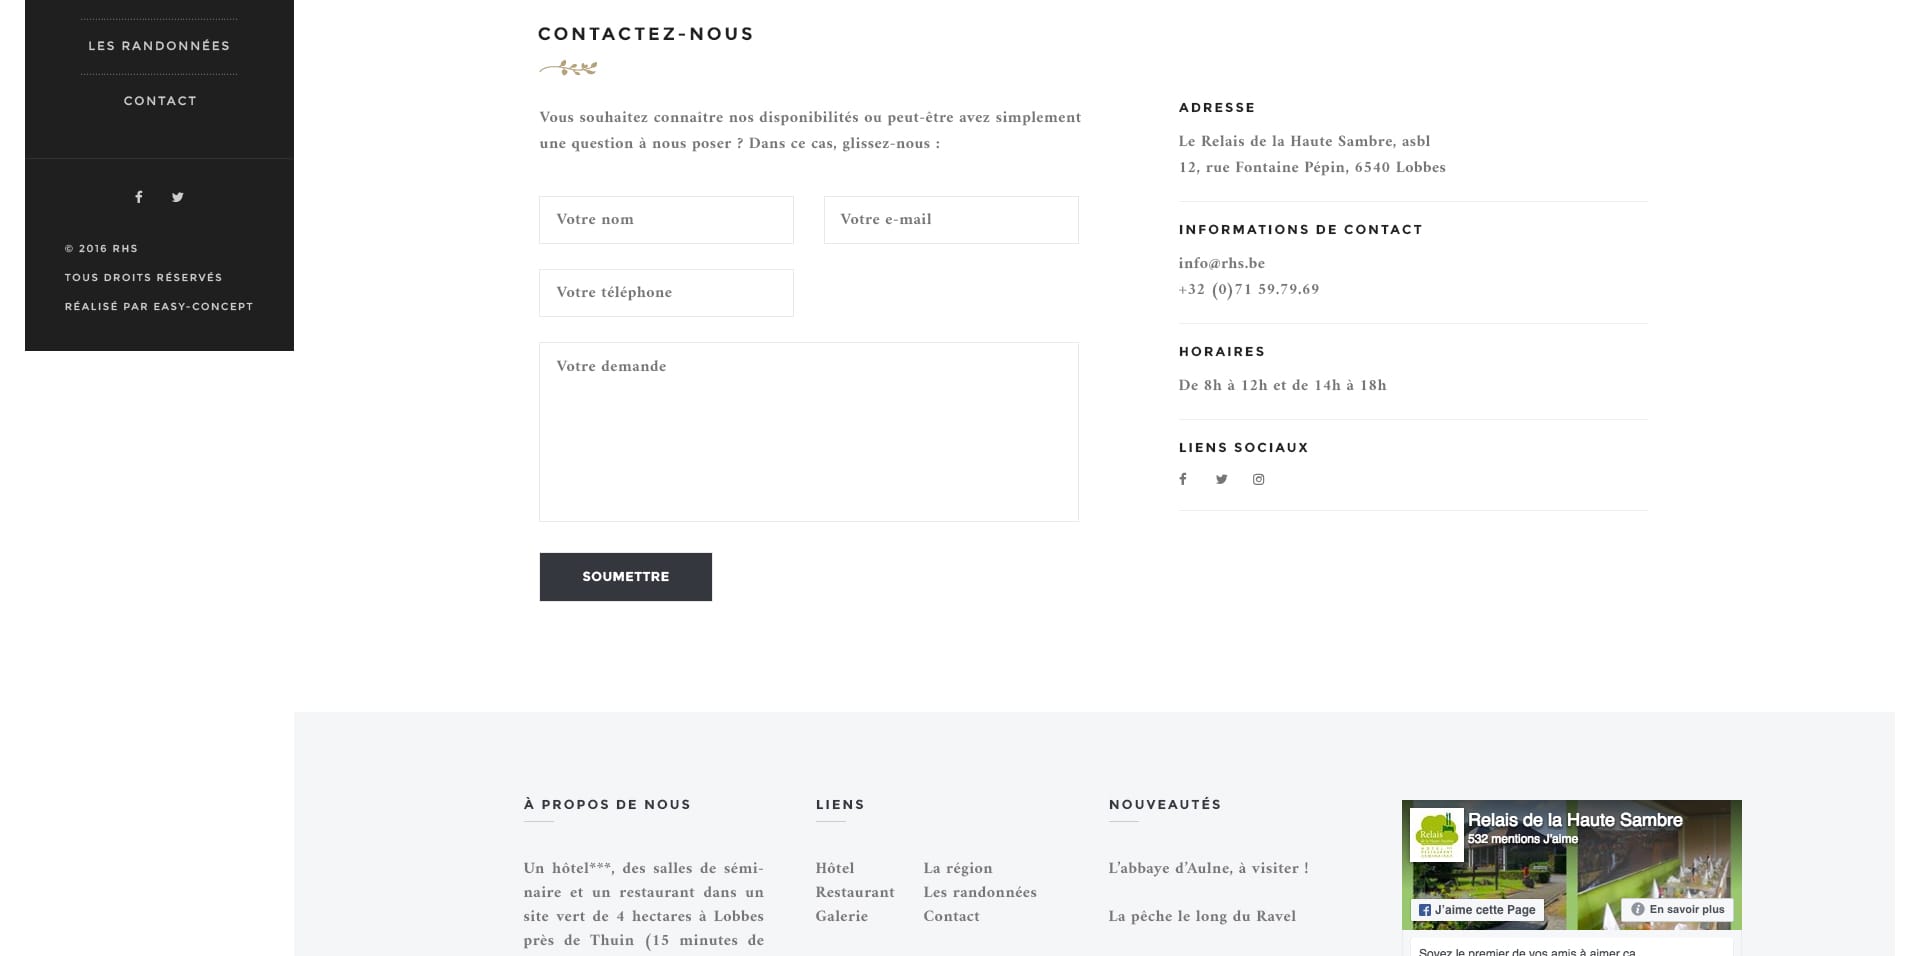 LES RANDONNÉES
CONTACT
© 2016 RHS
TOUS DROITS RÉSERVÉS
RÉALISÉ PAR EASY-CONCEPT
CONTACTEZ-NOUS
Vous souhaitez connaître nos disponibilités ou peut-être avez simplement
une question à nous poser ? Dans ce cas, glissez-nous :
Votre nom
Votre e-mail
Votre téléphone
Votre demande
SOUMETTRE
ADRESSE
Le Relais de la Haute Sambre, asbl
12, rue Fontaine Pépin, 6540 Lobbes
INFORMATIONS DE CONTACT
info@rhs.be
+32 (0)71 59.79.69
HORAIRES
De 8h à 12h et de 14h à 18h
LIENS SOCIAUX
À PROPOS DE NOUS
Un hôtel***, des salles de sémi-
naire et un restaurant dans un
site vert de 4 hectares à Lobbes
près de Thuin (15 minutes de
LIENS
Hôtel
Restaurant
Galerie
La région
Les randonnées
Contact
NOUVEAUTÉS
L'abbaye d'Aulne, à visiter !
La pêche le long du Ravel
Relais
Relais de la Haute Sambre
532 mentions J'aime
J'aime cette Page
En savoir plus
Soyez le premier de vos amis à aimer ça